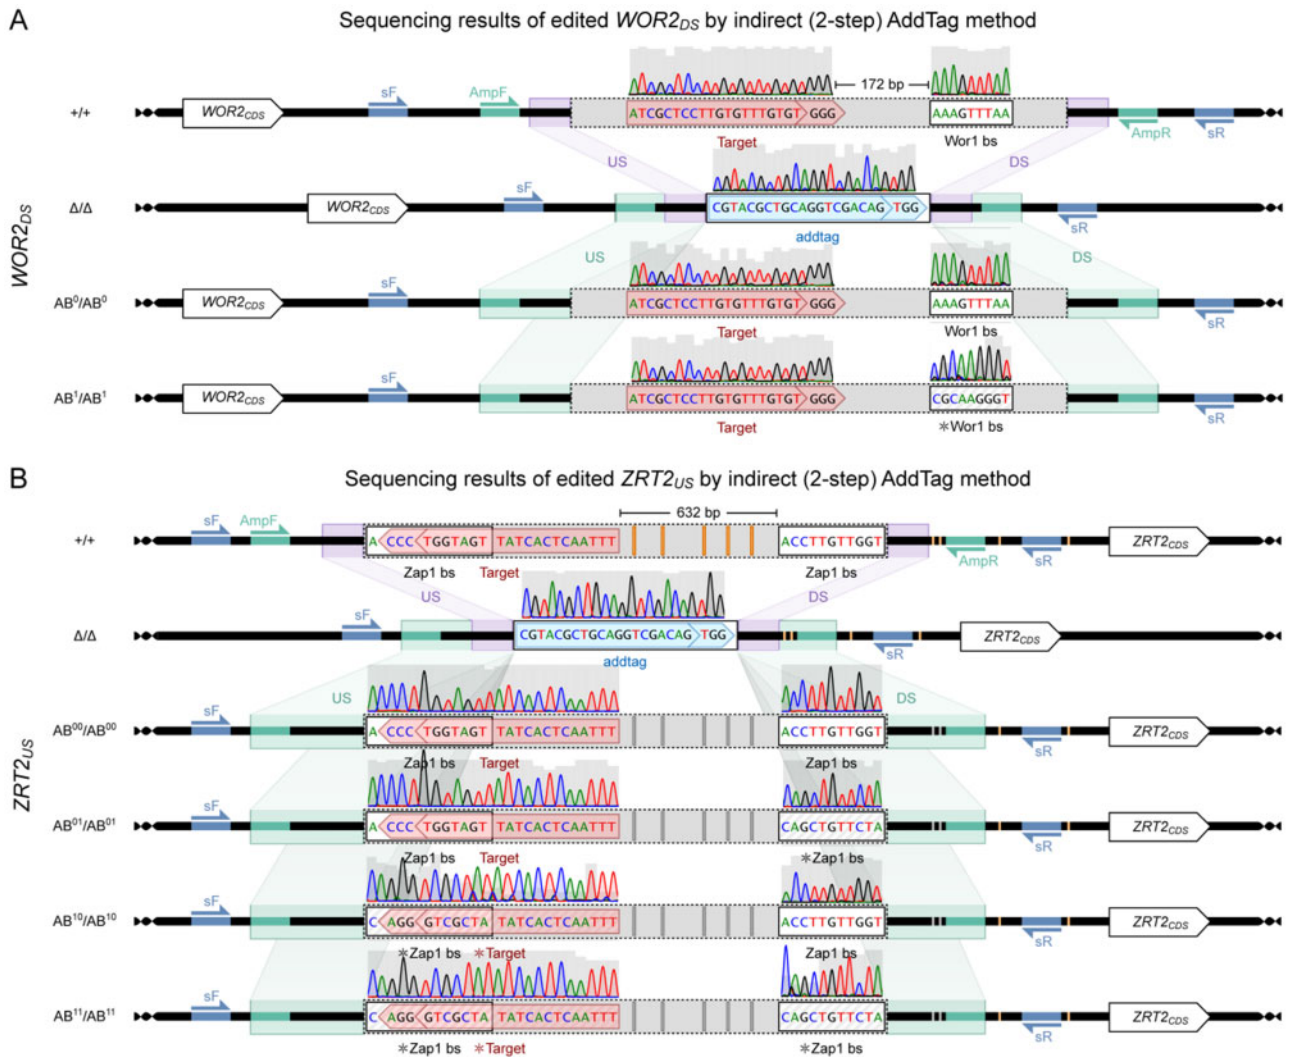 A
Sequencing results of edited WOR2DS by indirect (2-step) AddTag method
172 bp
+/+ WOR2CDS sF AmpF ATCGCTCCTTGTGTTTGTGT GGG AAAGTTTAA AmpR sR
Target Wor1 bs
US DS
Δ/Δ WOR2CDS sF CGTACGCTGCAGGTCGACAG TGG sR
addtag
WOR2DS
US DS
AB⁰/AB⁰ WOR2CDS sF ATCGCTCCTTGTGTTTGTGT GGG AAAGTTTAA sR
Target Wor1 bs
AB¹/AB¹ WOR2CDS sF ATCGCTCCTTGTGTTTGTGT GGG CGCAAGGGT sR
Target *Wor1 bs
B
Sequencing results of edited ZRT2US by indirect (2-step) AddTag method
632 bp
+/+ sF AmpF A CCC TGGTAGT TATCACTCAATTT ACCTTGTTGGT AmpR sR ZRT2CDS
Zap1 bs Target Zap1 bs
US DS
Δ/Δ sF CGTACGCTGCAGGTCGACAG TGG sR ZRT2CDS
addtag
ZRT2US
US DS
AB⁰⁰/AB⁰⁰ sF A CCC TGGTAGT TATCACTCAATTT ACCTTGTTGGT sR ZRT2CDS
Zap1 bs Target Zap1 bs
AB⁰¹/AB⁰¹ sF A CCC TGGTAGT TATCACTCAATTT CAGCTGTTCTA sR ZRT2CDS
Zap1 bs Target *Zap1 bs
AB¹⁰/AB¹⁰ sF C AGG GTCGCTA TATCACTCAATTT ACCTTGTTGGT sR ZRT2CDS
*Zap1 bs *Target Zap1 bs
AB¹¹/AB¹¹ sF C AGG GTCGCTA TATCACTCAATTT CAGCTGTTCTA sR ZRT2CDS
*Zap1 bs *Target *Zap1 bs